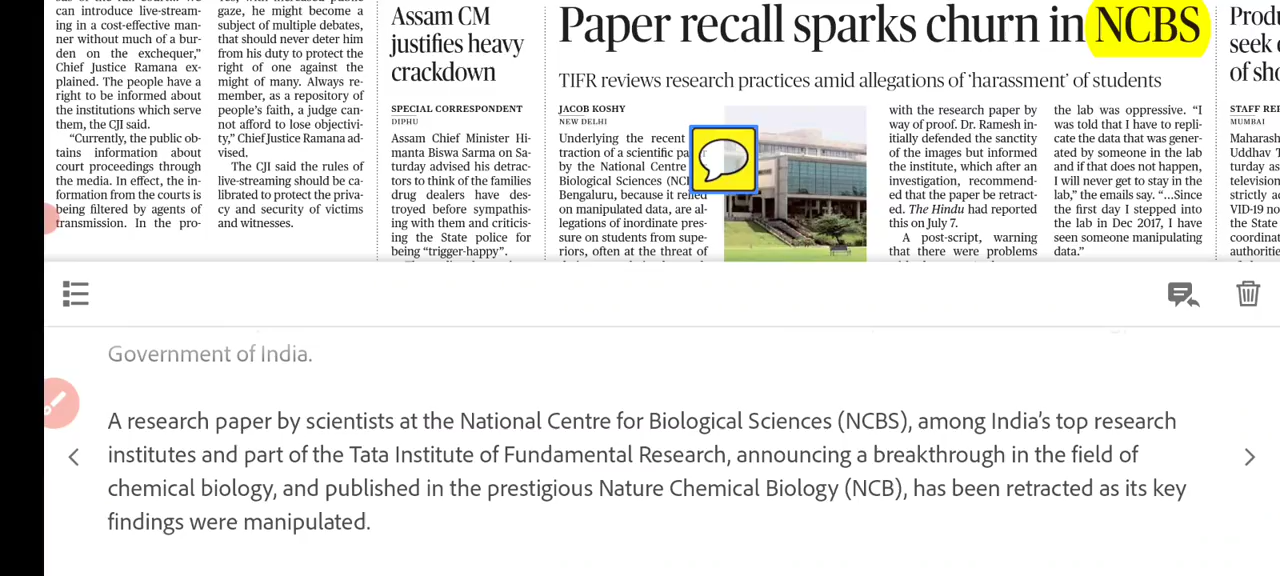 can introduce live-stream-
ing in a cost-effective man-
ner without much of a bur-
den on the exchequer,"
Chief Justice Ramana ex-
plained. The people have a
right to be informed about
the institutions which serve
them, the CJI said.
"Currently, the public ob-
tains information about
court proceedings through
the media. In effect, the in-
formation from the courts is
being filtered by agents of
transmission. In the pro-
gaze, he might become a
subject of multiple debates,
that should never deter him
from his duty to protect the
right of one against the
might of many. Always re-
member, as a repository of
people's faith, a judge can-
not afford to lose objectivi-
ty," Chief Justice Ramana ad-
vised.
The CJI said the rules of
live-streaming should be ca-
librated to protect the priva-
cy and security of victims
and witnesses.
Assam CM
justifies heavy
crackdown
SPECIAL CORRESPONDENT
DIPHU
Assam Chief Minister Hi-
manta Biswa Sarma on Sa-
turday advised his detrac-
tors to think of the families
drug dealers have des-
troyed before sympathis-
ing with them and criticis-
ing the State police for
being "trigger-happy".
Paper recall sparks churn in NCBS
TIFR reviews research practices amid allegations of 'harassment' of students
JACOB KOSHY
NEW DELHI
Underlying the recent
traction of a scientific
by the National Centre
Biological Sciences
Bengaluru, because it relied
on manipulated data, are al-
legations of inordinate pres-
sure on students from supe-
riors, often at the threat of
with the research paper by
way of proof. Dr. Ramesh in-
itially defended the sanctity
of the images but informed
the institute, which after an
investigation, recommend-
ed that the paper be retract-
ed. The Hindu had reported
this on July 7.
A post-script, warning
that there were problems
the lab was oppressive. "I
was told that I have to repli-
cate the data that was gener-
ated by someone in the lab
and if that does not happen,
I will never get to stay in the
lab," the emails say. "...Since
the first day I stepped into
the lab in Dec 2017, I have
seen someone manipulating
data."
Produ
seek
of sho
STAFF RE
MUMBAI
Maharas
Uddhav T
turday as
television
strictly a
VID-19 no
the State
coordina
authoriti
Government of India.
A research paper by scientists at the National Centre for Biological Sciences (NCBS), among India's top research
institutes and part of the Tata Institute of Fundamental Research, announcing a breakthrough in the field of
chemical biology, and published in the prestigious Nature Chemical Biology (NCB), has been retracted as its key
findings were manipulated.